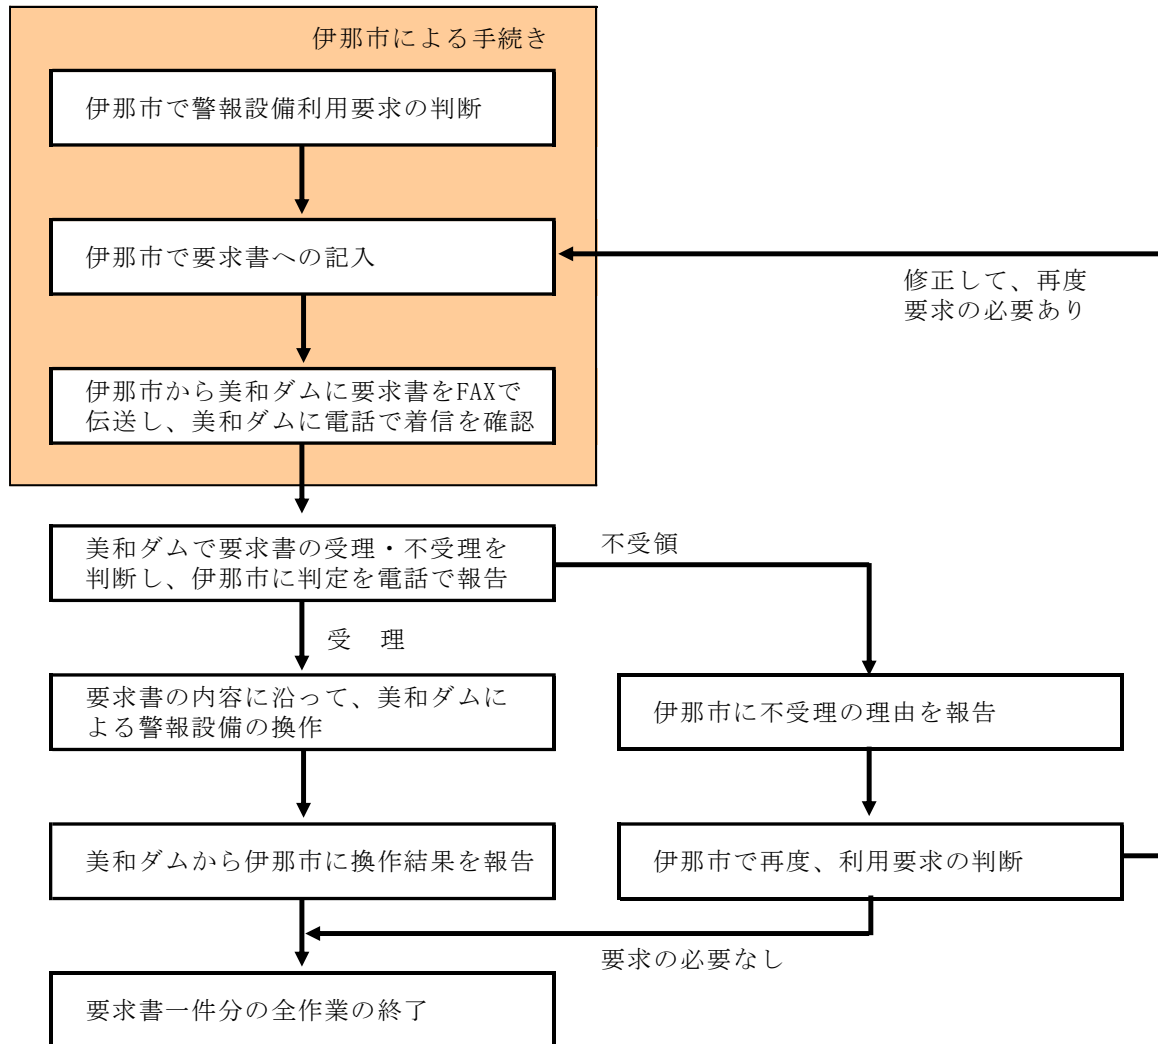 伊那市による手続き
伊那市で警報設備利用要求の判断
伊那市で要求書への記入
修正して、再度
要求の必要あり
伊那市から美和ダムに要求書をFAXで
伝送し、美和ダムに電話で着信を確認
美和ダムで要求書の受理・不受理を
判断し、伊那市に判定を電話で報告
不受領
受　理
要求書の内容に沿って、美和ダムに
よる警報設備の換作
伊那市に不受理の理由を報告
美和ダムから伊那市に換作結果を報告
伊那市で再度、利用要求の判断
要求の必要なし
要求書一件分の全作業の終了